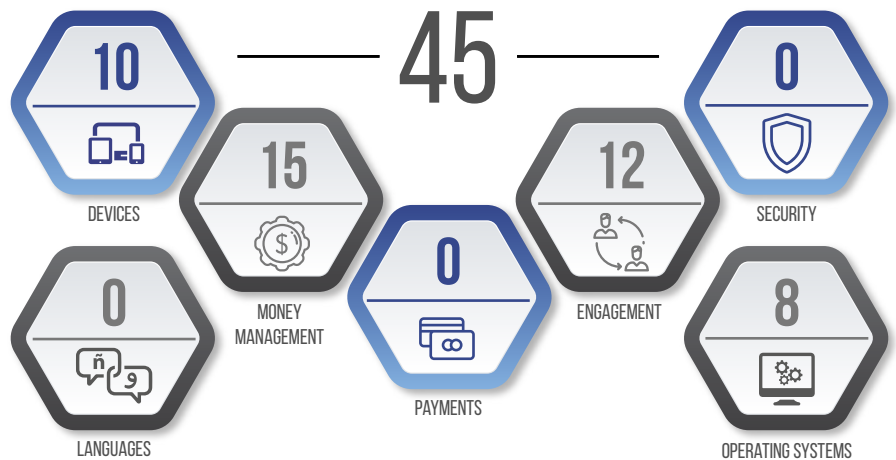 45
10
DEVICES
15
MONEY
MANAGEMENT
0
PAYMENTS
12
ENGAGEMENT
0
SECURITY
0
ñ
و
LANGUAGES
$
8
OPERATING SYSTEMS